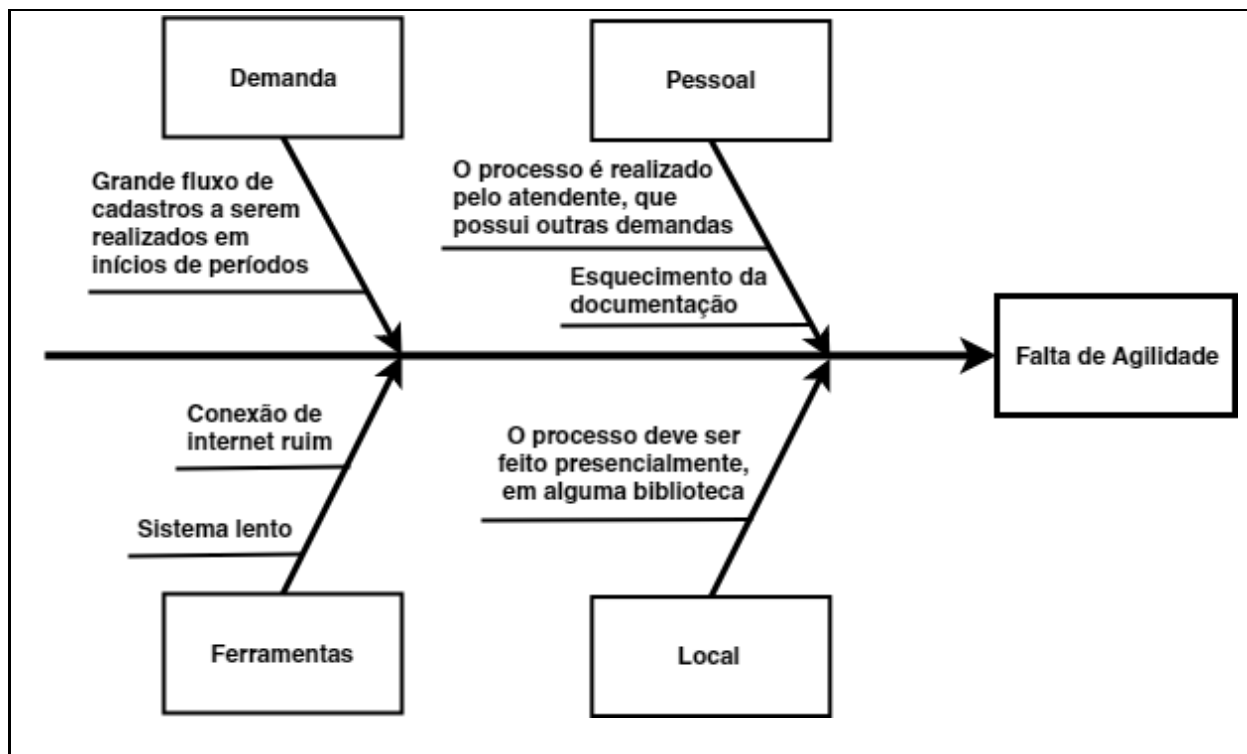 Demanda
Pessoal
Grande fluxo de
cadastros a serem
realizados em
inícios de períodos
O processo é realizado
pelo atendente, que
possui outras demandas
Esquecimento da
documentação
Falta de Agilidade
Conexão de
internet ruim
Sistema lento
O processo deve ser
feito presencialmente,
em alguma biblioteca
Ferramentas
Local